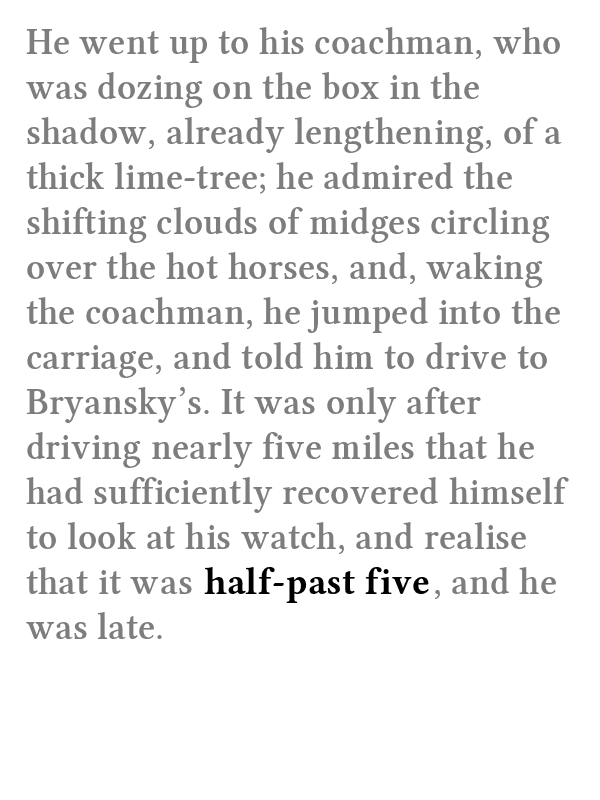 He went up to his coachman, who
was dozing on the box in the
shadow, already lengthening, of a
thick lime-tree; he admired the
shifting clouds of midges circling
over the hot horses, and, waking
the coachman, he jumped into the
carriage, and told him to drive to
Bryansky’s. It was only after
driving nearly five miles that he
had sufficiently recovered himself
to look at his watch, and realise
that it was half-past five, and he
was late.